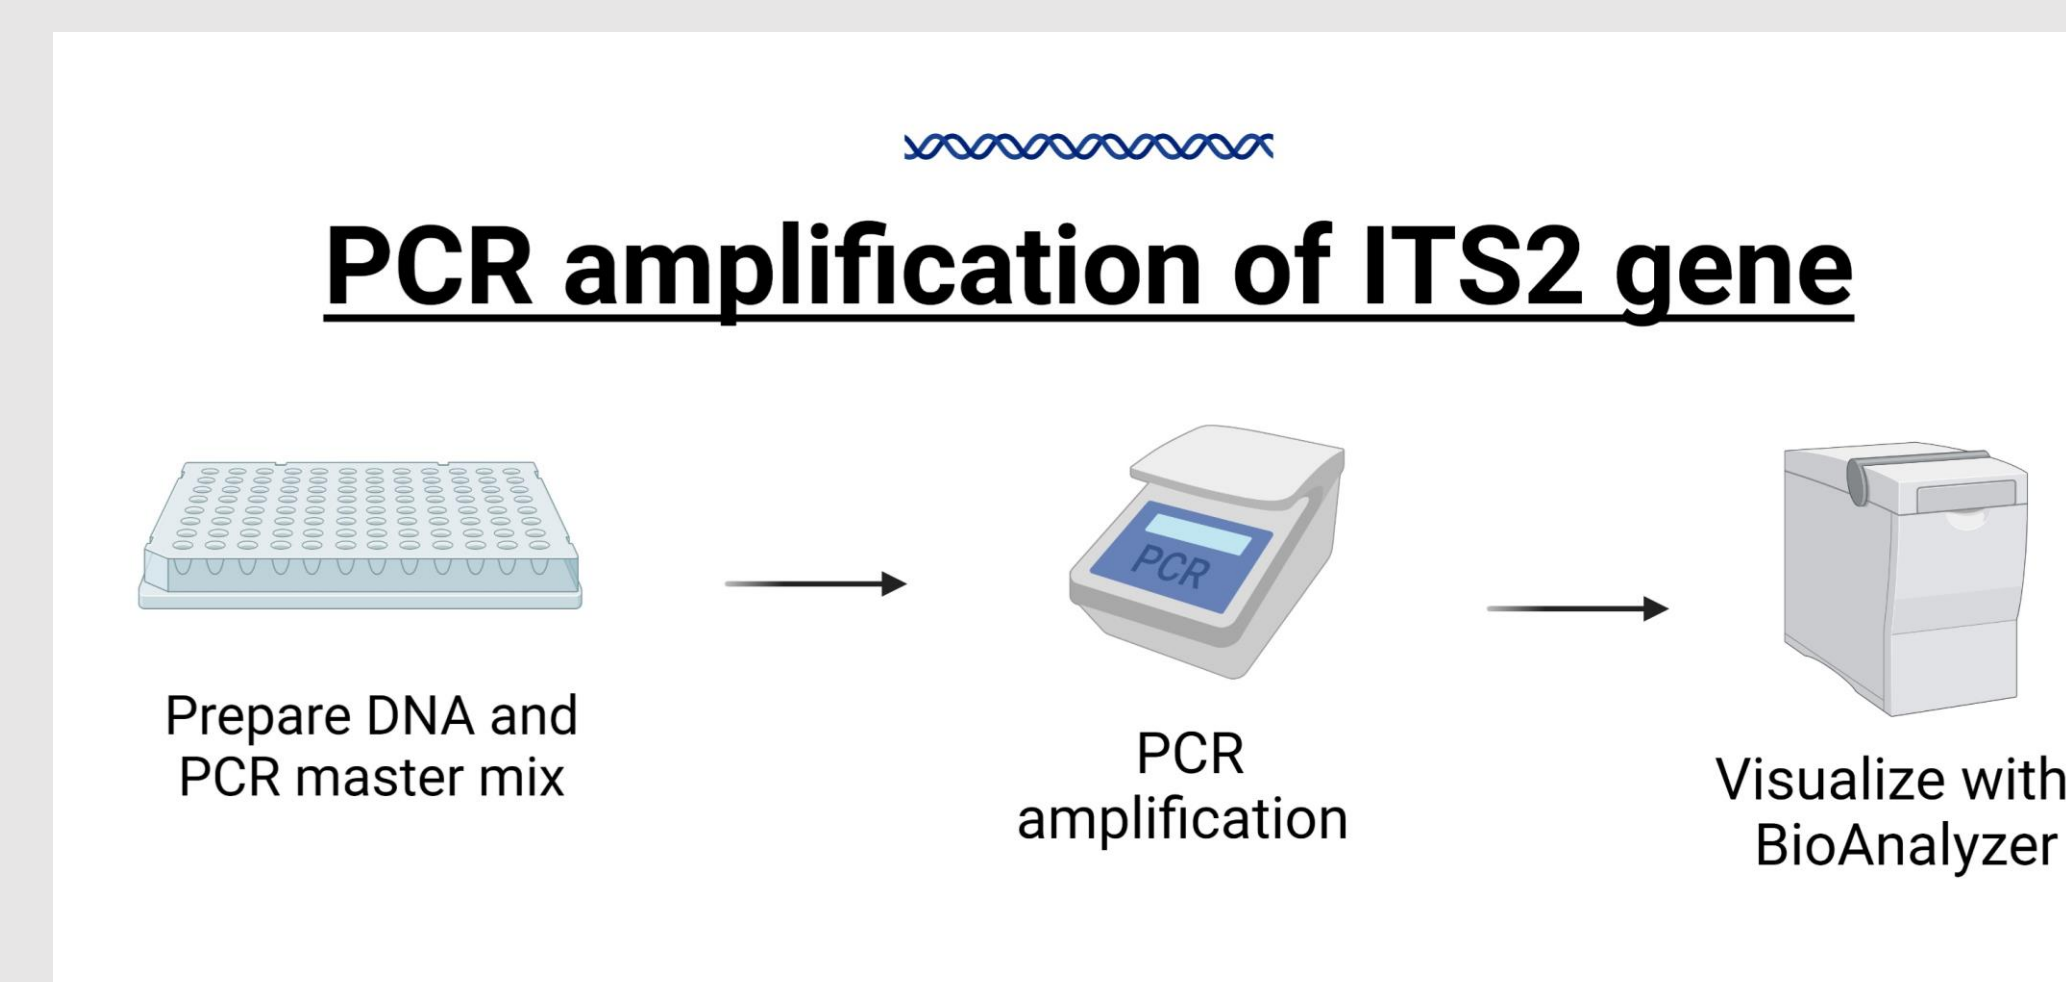 PCR amplification of ITS2 gene
PCR
Prepare DNA and
PCR master mix
PCR
amplification
Visualize with
BioAnalyzer